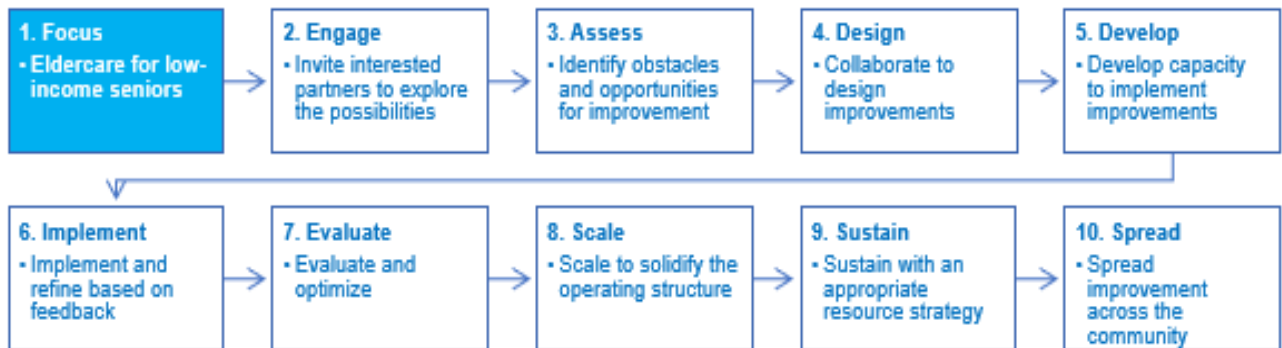 1. Focus
▪ Eldercare for low-
income seniors
2. Engage
▪ Invite interested
partners to explore
the possibilities
3. Assess
▪ Identify obstacles
and opportunities
for improvement
4. Design
▪ Collaborate to
design
improvements
5. Develop
▪ Develop capacity
to implement
improvements
6. Implement
▪ Implement and
refine based on
feedback
7. Evaluate
▪ Evaluate and
optimize
8. Scale
▪ Scale to solidify the
operating structure
9. Sustain
▪ Sustain with an
appropriate
resource strategy
10. Spread
▪ Spread
improvement
across the
community